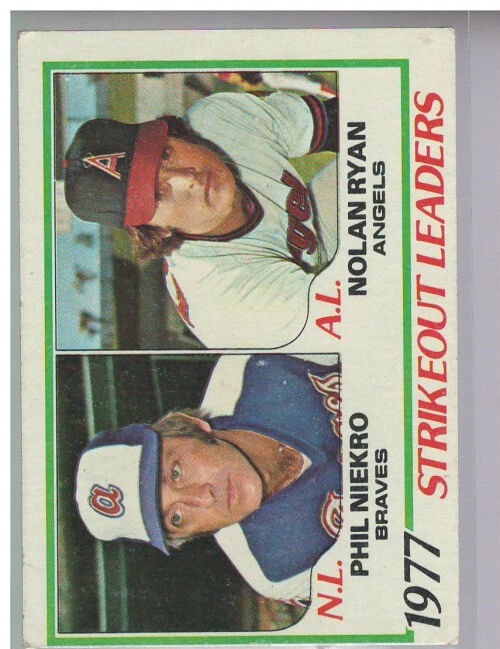 N.L.
PHIL NIEKRO
BRAVES
A.L.
NOLAN RYAN
ANGELS
1977 STRIKEOUT LEADERS